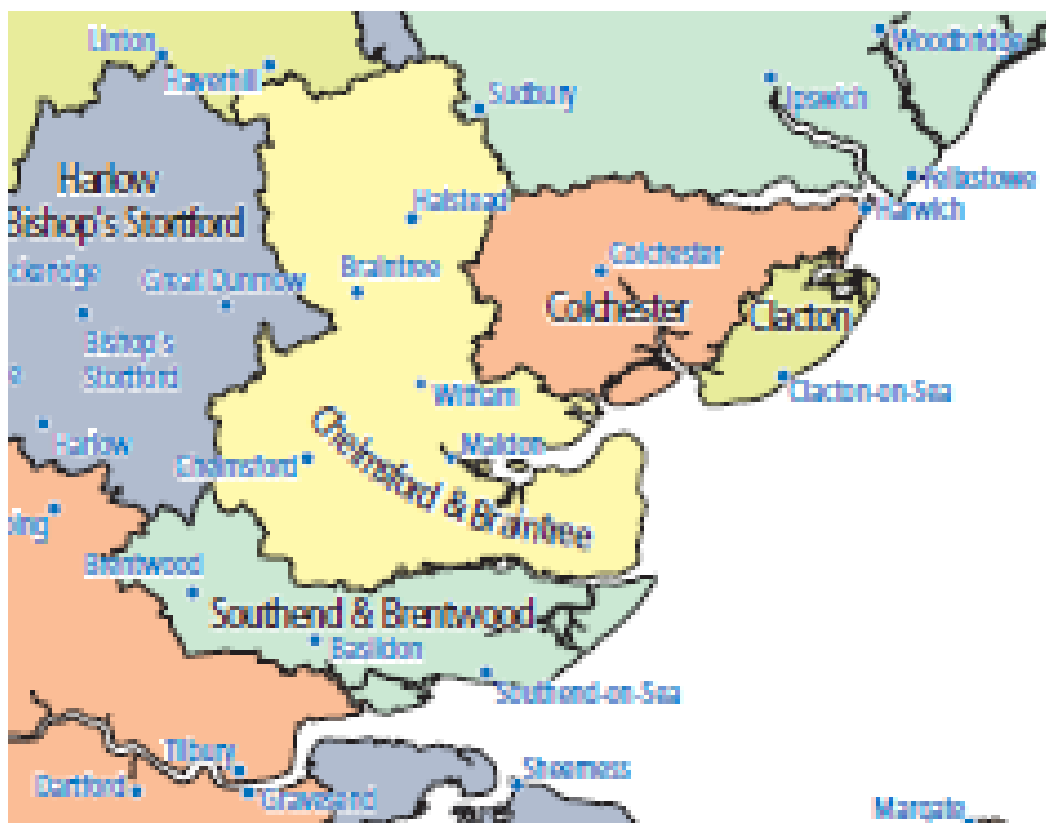 Linton
Woodbridge
Haverhill
Sudbury
Ipswich
Harlow
Bishop's Stortford
Felixstowe
Halstead
Harwich
Colchester
Braintree
Great Dunmow
Colchester
Clacton
Bishop's
Stortford
Witham
Clacton-on-Sea
Harlow
Maldon
Chelmsford
Chelmsford & Braintree
Brentwood
Southend & Brentwood
Basildon
Southend-on-Sea
Tilbury
Sheerness
Dartford
Gravesend
Margate